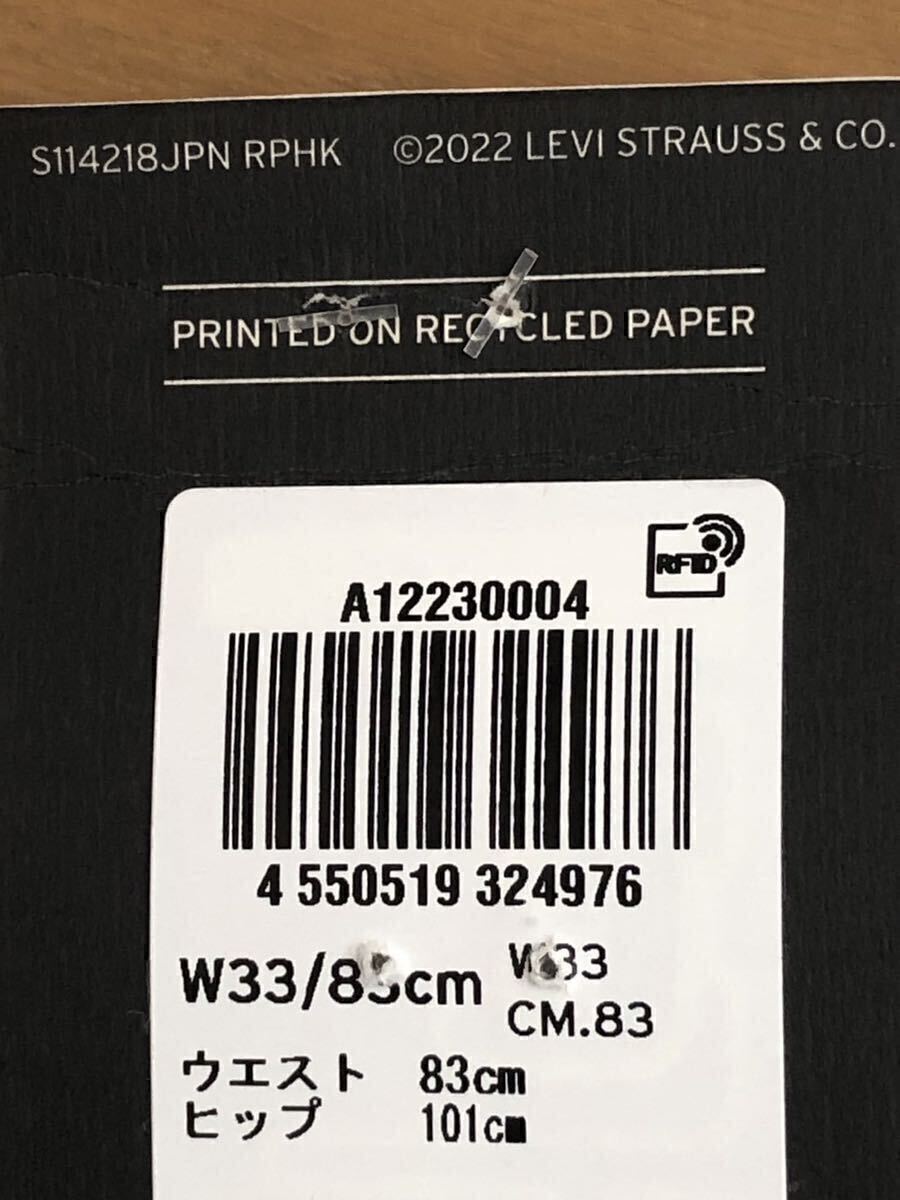 S114218JPN RPHK ©2022 LEVI STRAUSS & CO.
PRINTED ON RECYCLED PAPER
RFID
A12230004
4 550519 324976
W33/83cm W.33
CM.83
ウエスト 83cm
ヒップ 101cm